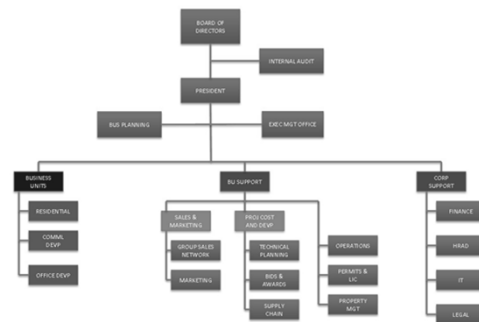 BOARD OF
DIRECTORS
INTERNAL AUDIT
PRESIDENT
BUS PLANNING
EXEC MGT OFFICE
BUSINESS
UNITS
BU SUPPORT
CORP
SUPPORT
RESIDENTIAL
COMML
DEVP
OFFICE DEVP
SALES &
MARKETING
GROUP SALES
NETWORK
MARKETING
PROJ COST
AND DEVP
TECHNICAL
PLANNING
BIDS &
AWARDS
SUPPLY
CHAIN
OPERATIONS
PERMITS &
LIC
PROPERTY
MGT
FINANCE
HRAD
IT
LEGAL